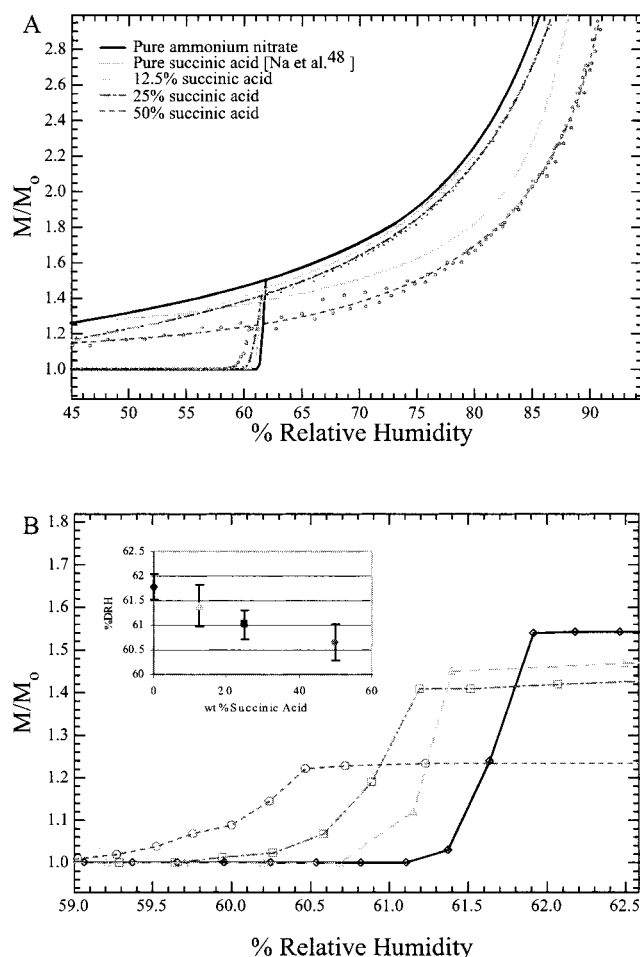 A
Pure ammonium nitrate
Pure succinic acid [Na et al.48 ]
12.5% succinic acid
25% succinic acid
50% succinic acid
M/Mo
2.8
2.6
2.4
2.2
2.0
1.8
1.6
1.4
1.2
1.0
45 50 55 60 65 70 75 80 85 90
% Relative Humidity
B
M/Mo
1.8
1.7
1.6
1.5
1.4
1.3
1.2
1.1
1.0
%DRH
62.5
62
61.5
61
60.5
60
0 20 40 60
wt%Succinic Acid
59.0 59.5 60.0 60.5 61.0 61.5 62.0 62.5
% Relative Humidity